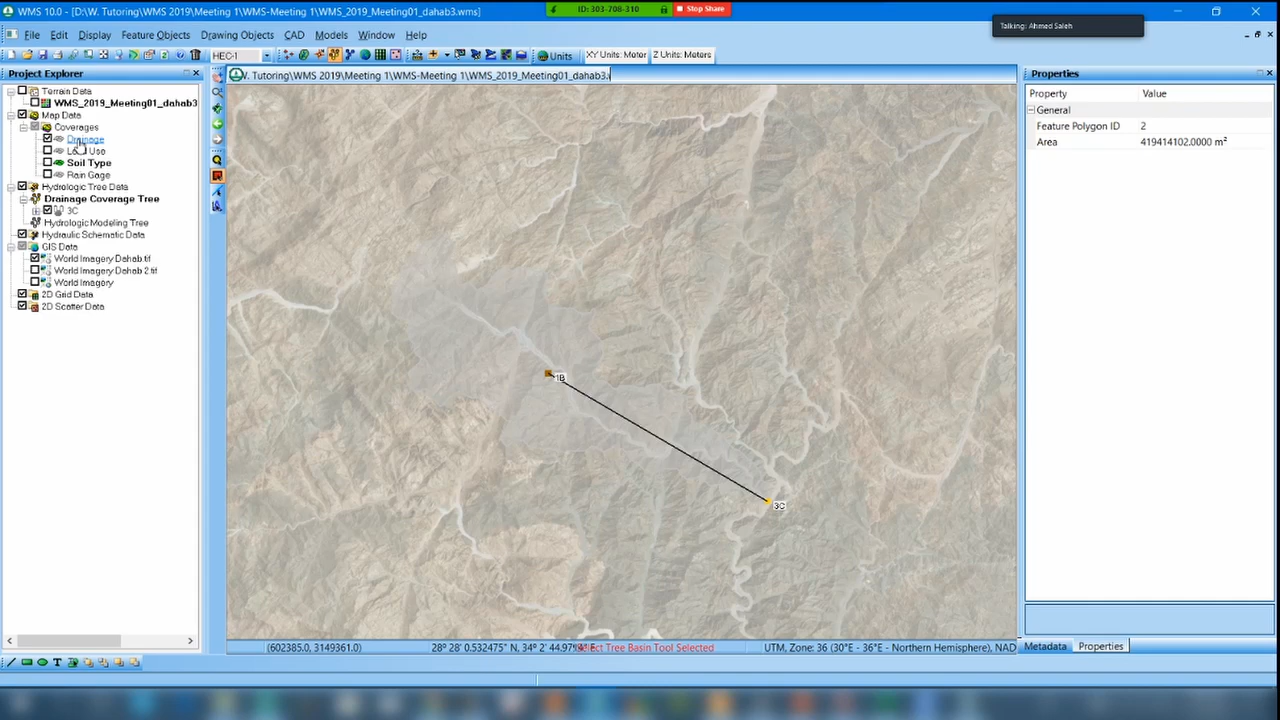 WMS 10.0 - [D:\W. Tutoring\WMS 2019\Meeting 1\WMS-Meeting 1\WMS_2019_Meeting01_dahab3.wms]
ID: 303-708-310
Stop Share
Talking: Ahmed Saleh
File Edit Display Feature Objects Drawing Objects CAD Models Window Help
HEC-1
Units
XY Units: Meter
Z Units: Meters
Project Explorer
W. Tutoring\WMS 2019\Meeting 1\WMS-Meeting 1\WMS_2019_Meeting01_dahab3.
Properties
Terrain Data
WMS_2019_Meeting01_dahab3
Map Data
Coverages
Drainage
Use
Soil Type
Rain Gage
Hydrologic Tree Data
Drainage Coverage Tree
3C
Hydrologic Modeling Tree
Hydraulic Schematic Data
GIS Data
World Imagery Dahab.tif
World Imagery Dahab 2.tif
World Imagery
2D Grid Data
2D Scatter Data
1B
3C
Property Value
General
Feature Polygon ID 2
Area 419414102.0000 m²
Metadata Properties
(602385.0, 3149361.0)
28° 28' 0.532475" N, 34° 2'
Tree Basin Tool Selected
UTM, Zone: 36 (30°E - 36°E - Northern Hemisphere), NAD
T